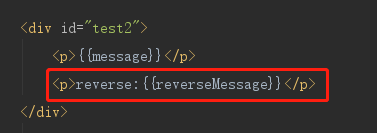 <div id="test2">
<p>{{message}}</p>
<p>reverse:{{reverseMessage}}</p>
</div>